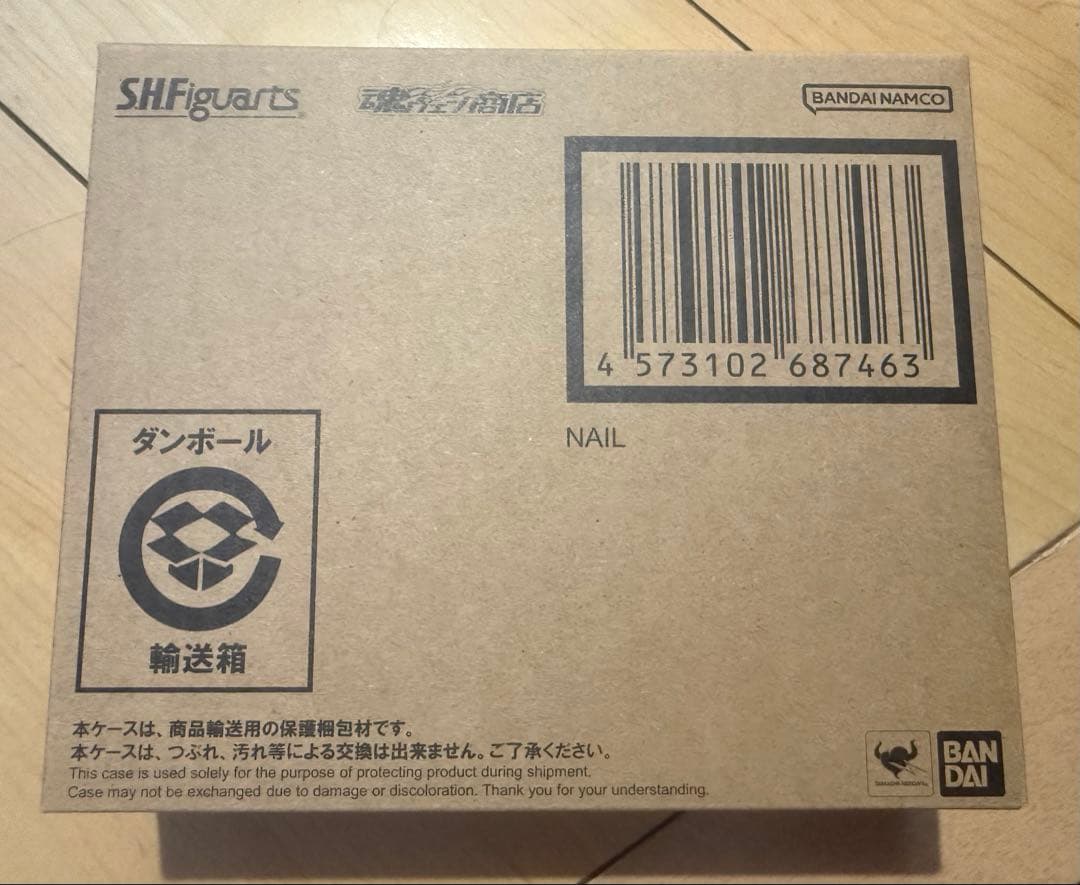 S.H.Figuarts
魂ウェブ商店
BANDAI NAMCO
4 573102 687463
NAIL
ダンボール
輸送箱
本ケースは、商品輸送用の保護梱包材です。
本ケースは、つぶれ、汚れ等による交換は出来ません。ご了承ください。
This case is used solely for the purpose of protecting product during shipment.
Case may not be exchanged due to damage or discoloration. Thank you for your understanding.
TAMASHII NATIONS
BAN
DAI